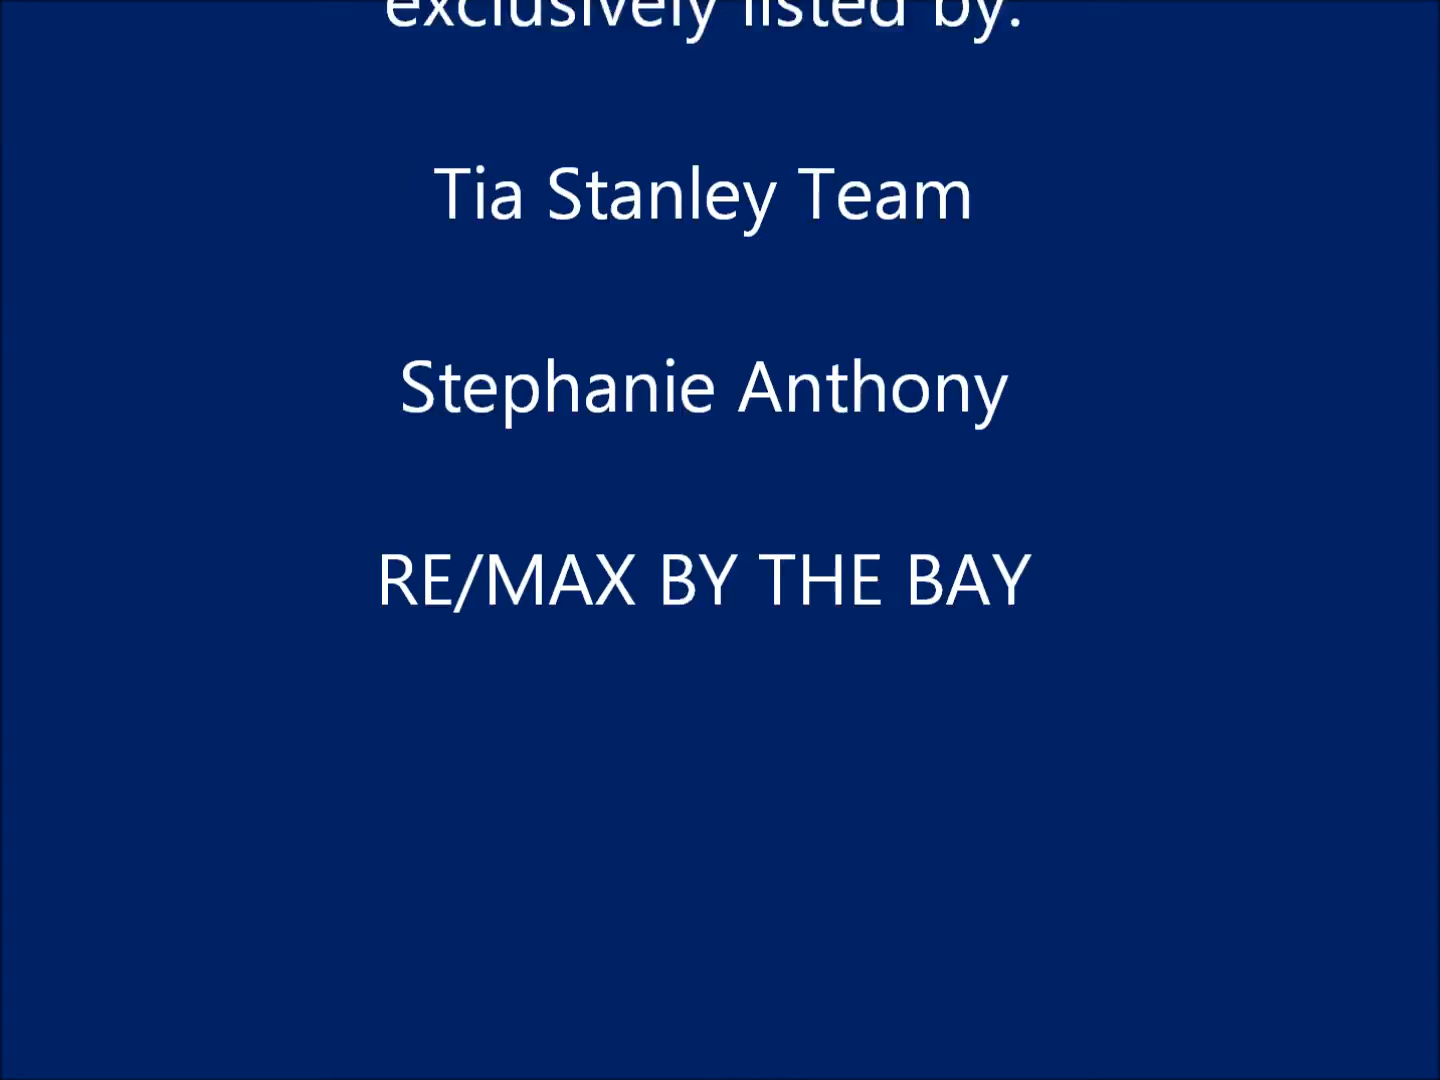 exclusively listed by:
Tia Stanley Team
Stephanie Anthony
RE/MAX BY THE BAY